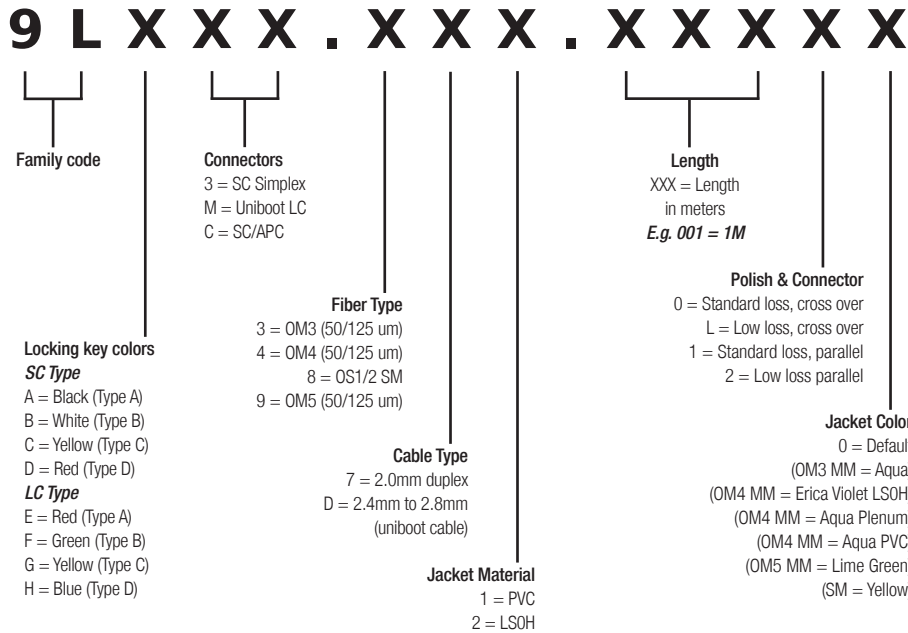 9 L X X X . X X X . X X X X X
Family code
Connectors
3 = SC Simplex
M = Uniboot LC
C = SC/APC
Length
XXX = Length
in meters
E.g. 001 = 1M
Polish & Connector
0 = Standard loss, cross over
L = Low loss, cross over
1 = Standard loss, parallel
2 = Low loss parallel
Fiber Type
3 = OM3 (50/125 um)
4 = OM4 (50/125 um)
8 = OS1/2 SM
9 = OM5 (50/125 um)
Locking key colors
SC Type
A = Black (Type A)
B = White (Type B)
C = Yellow (Type C)
D = Red (Type D)
LC Type
E = Red (Type A)
F = Green (Type B)
G = Yellow (Type C)
H = Blue (Type D)
Cable Type
7 = 2.0mm duplex
D = 2.4mm to 2.8mm
(uniboot cable)
Jacket Color
0 = Default
(OM3 MM = Aqua
(OM4 MM = Erica Violet LS0H
(OM4 MM = Aqua Plenum
(OM4 MM = Aqua PVC
(OM5 MM = Lime Green
(SM = Yellow
Jacket Material
1 = PVC
2 = LS0H